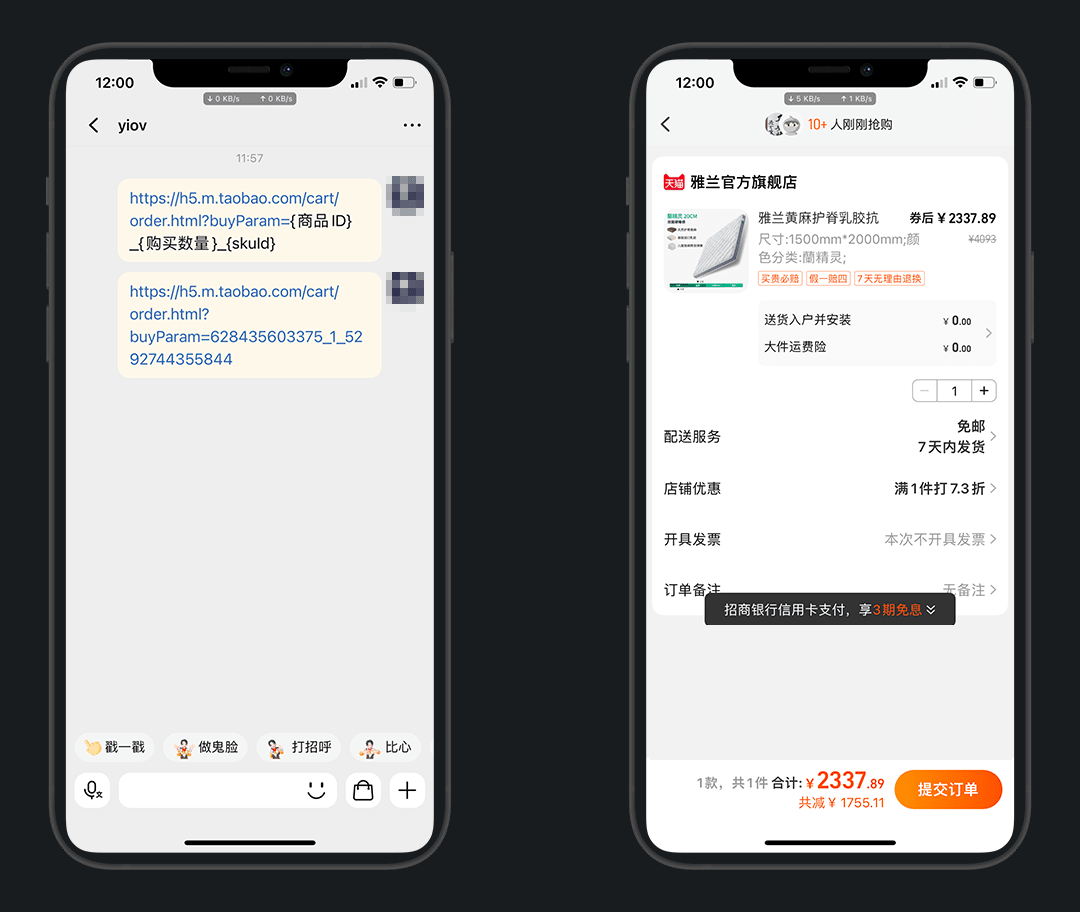 12:00
↓ 0 KB/s ↑ 0 KB/s
yiov
11:57
https://h5.m.taobao.com/cart/
order.html?buyParam={商品ID}
_{购买数量}_{skuId}
https://h5.m.taobao.com/cart/
order.html?
buyParam=628435603375_1_52
92744355844
戳一戳
做鬼脸
打招呼
比心
12:00
↓ 5 KB/s ↑ 1 KB/s
10+ 人刚刚抢购
天猫 雅兰官方旗舰店
雅兰黄麻护脊乳胶抗 券后 ¥ 2337.89
尺寸:1500mm*2000mm;颜 ¥4093
色分类:蘭精灵;
买贵必赔 假一赔四 7天无理由退换
送货入户并安装 ¥ 0.00
大件运费险 ¥ 0.00
1
配送服务 免邮
7天内发货
店铺优惠 满1件打7.3折
开具发票 本次不开具发票
订单备注 无备注
招商银行信用卡支付，享3期免息
1款，共1件 合计: ¥ 2337.89
共减 ¥ 1755.11
提交订单